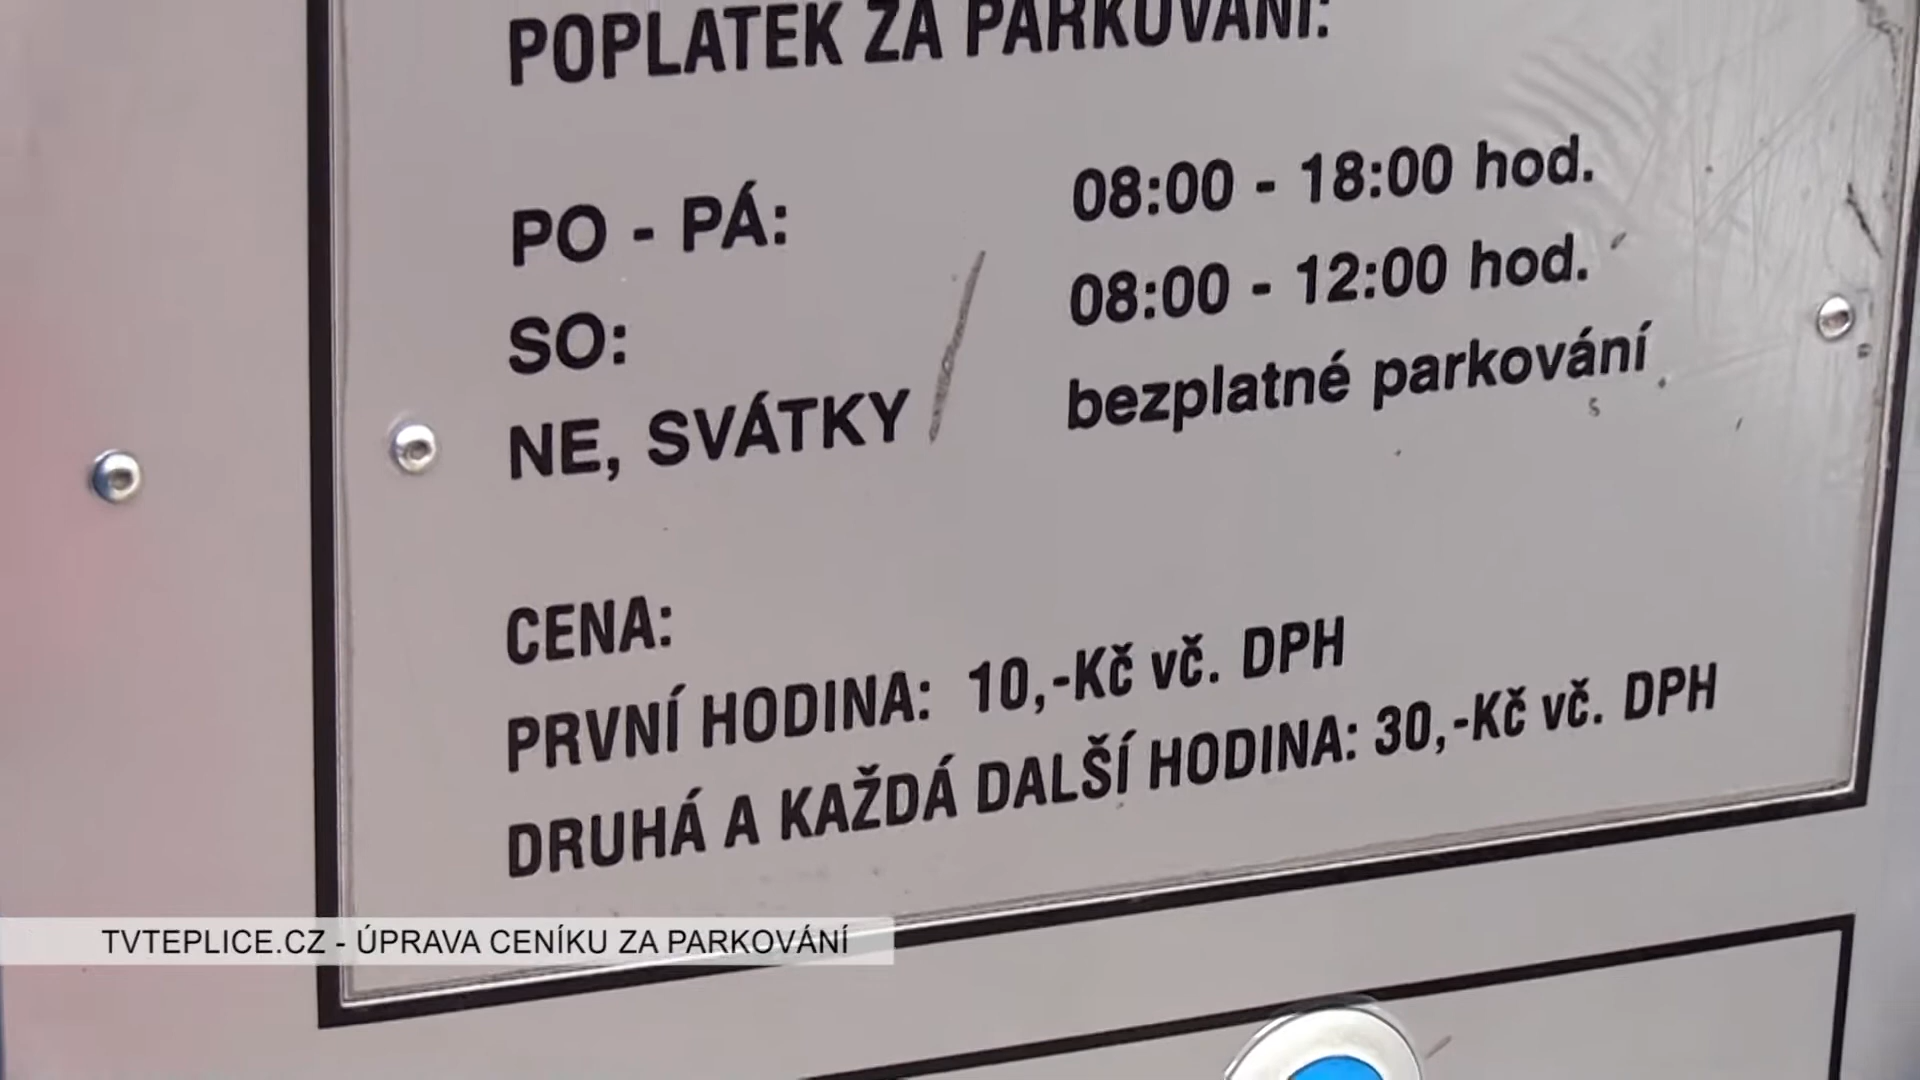 POPLATEK ZA PARKOVÁNÍ:
PO - PÁ: 08:00 - 18:00 hod.
SO: 08:00 - 12:00 hod.
NE, SVÁTKY bezplatné parkování
CENA:
PRVNÍ HODINA: 10,-Kč vč. DPH
DRUHÁ A KAŽDÁ DALŠÍ HODINA: 30,-Kč vč. DPH
TVTEPLICE.CZ - ÚPRAVA CENÍKU ZA PARKOVÁNÍ